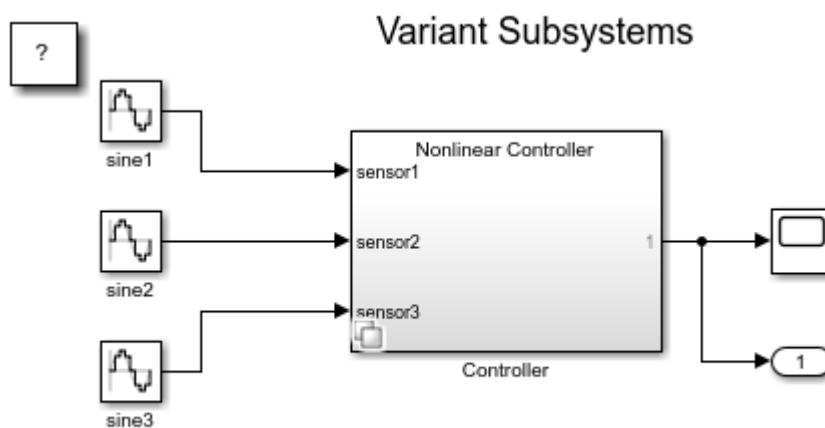 Variant Subsystems
?
sine1
Nonlinear Controller
sensor1
sine2
sensor2
1
sensor3
Controller
1
sine3